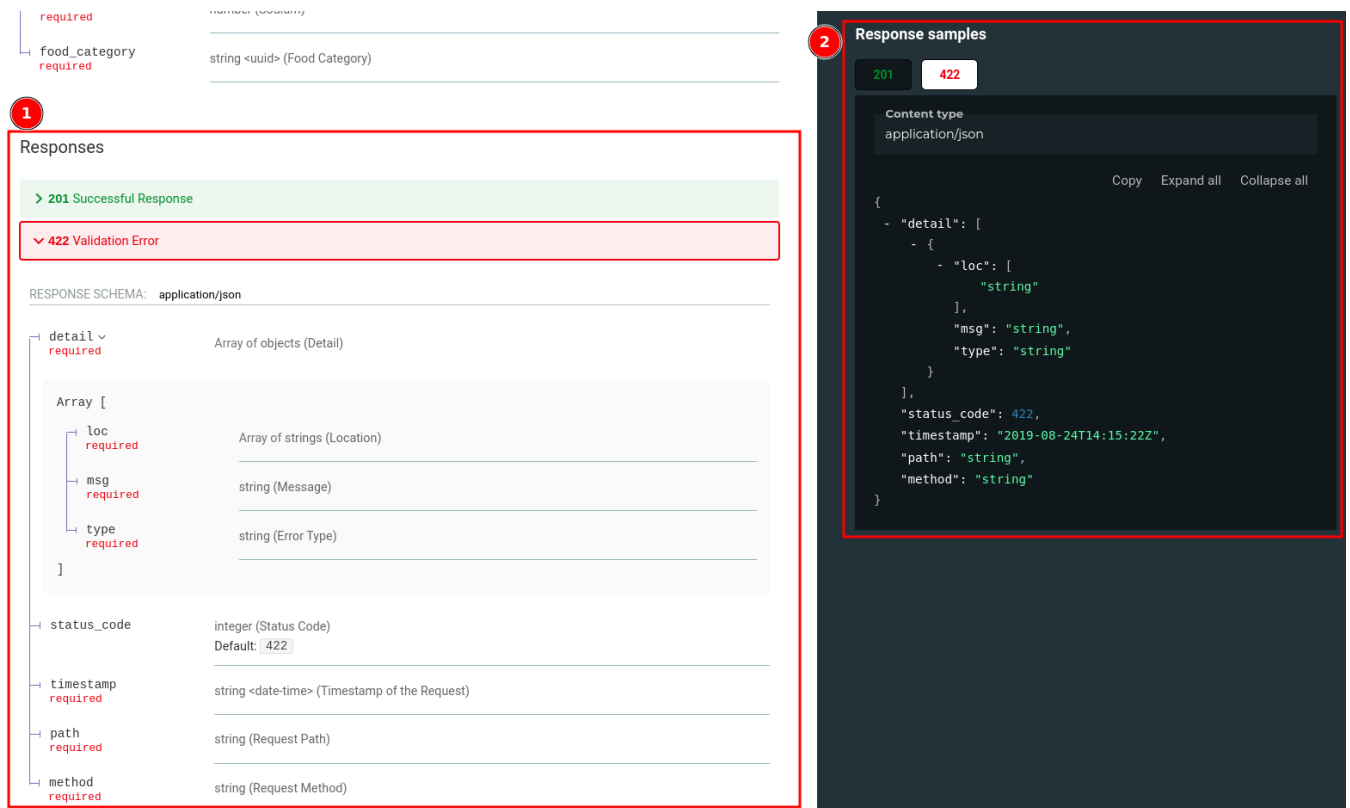 required
number (Sodium)
food_category
required
string <uuid> (Food Category)
1
Responses
201 Successful Response
422 Validation Error
RESPONSE SCHEMA: application/json
detail
required
Array of objects (Detail)
Array [
loc
required
Array of strings (Location)
msg
required
string (Message)
type
required
string (Error Type)
]
status_code
integer (Status Code)
Default: 422
timestamp
required
string <date-time> (Timestamp of the Request)
path
required
string (Request Path)
method
required
string (Request Method)
2
Response samples
201 422
Content type
application/json
Copy Expand all Collapse all
{
- "detail": [
- {
- "loc": [
"string"
],
"msg": "string",
"type": "string"
}
],
"status_code": 422,
"timestamp": "2019-08-24T14:15:22Z",
"path": "string",
"method": "string"
}